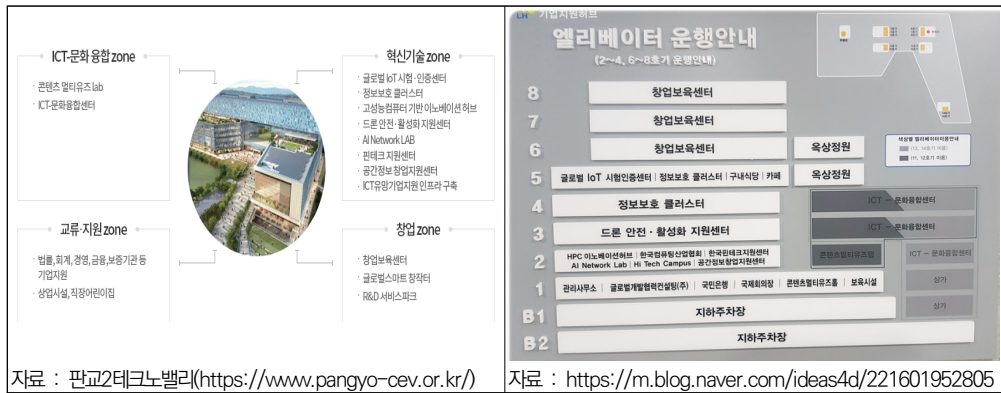 ICT-문화 융합 zone
· 콘텐츠 멀티유즈 lab
· ICT-문화융합센터
혁신기술 zone
· 글로벌 IoT 시험·인증센터
· 정보보호 클러스터
· 고성능컴퓨터 기반 이노베이션 허브
· 드론 안전·활성화 지원센터
· AI Network LAB
· 핀테크 지원센터
· 공간정보 창업지원센터
· ICT유망기업지원 인프라 구축
교류·지원 zone
· 법률, 회계, 경영, 금융,보증기관 등
기업지원
· 상업시설, 직장어린이집
창업 zone
· 창업보육센터
· 글로벌스마트 창작터
· R&D 서비스파크
자료 : 판교2테크노밸리(https://www.pangyo-cev.or.kr/)
LH 기업지원허브
엘리베이터 운행안내
(2~4, 6~8호기 운행안내)
색상별 엘리베이터이용안내
8 창업보육센터
7 창업보육센터
6 창업보육센터 옥상정원
5 글로벌 IoT 시험인증센터 | 정보보호 클러스터 | 구내식당 | 카페 옥상정원
4 정보보호 클러스터 ICT - 문화융합센터
3 드론 안전·활성화 지원센터 ICT - 문화융합센터
2 HPC 이노베이션허브 | 한국컴퓨팅산업협회 | 한국핀테크지원센터
AI Network Lab | Hi Tech Campus | 공간정보창업지원센터
콘텐츠멀티유즈랩 ICT - 문화융합센터
1 관리사무소 | 글로벌개발협력컨설팅(주) | 국민은행 | 국제회의장 | 콘텐츠멀티유즈홀 | 보육시설 상가
B1 지하주차장 상가
B2 지하주차장
자료 : https://m.blog.naver.com/ideas4d/221601952805